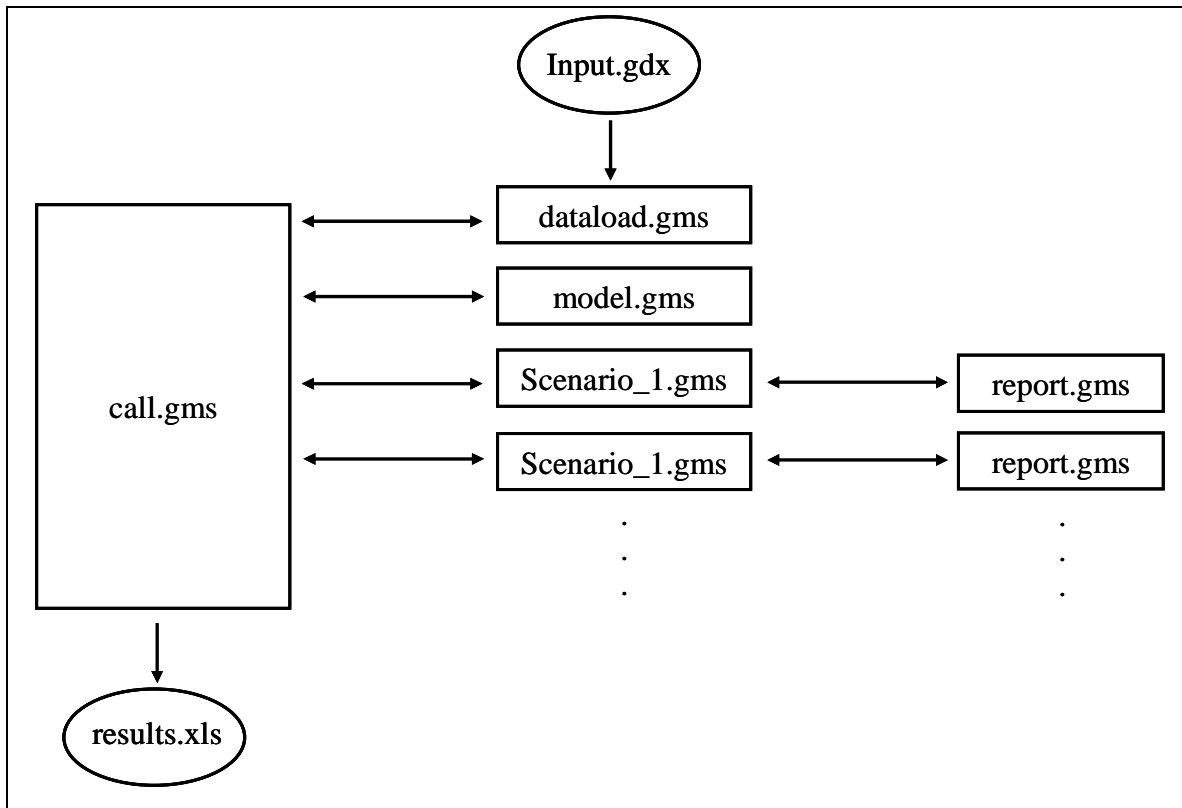 Input.gdx
dataload.gms
model.gms
Scenario_1.gms
report.gms
call.gms
Scenario_1.gms
report.gms
.
.
.
.
.
.
results.xls